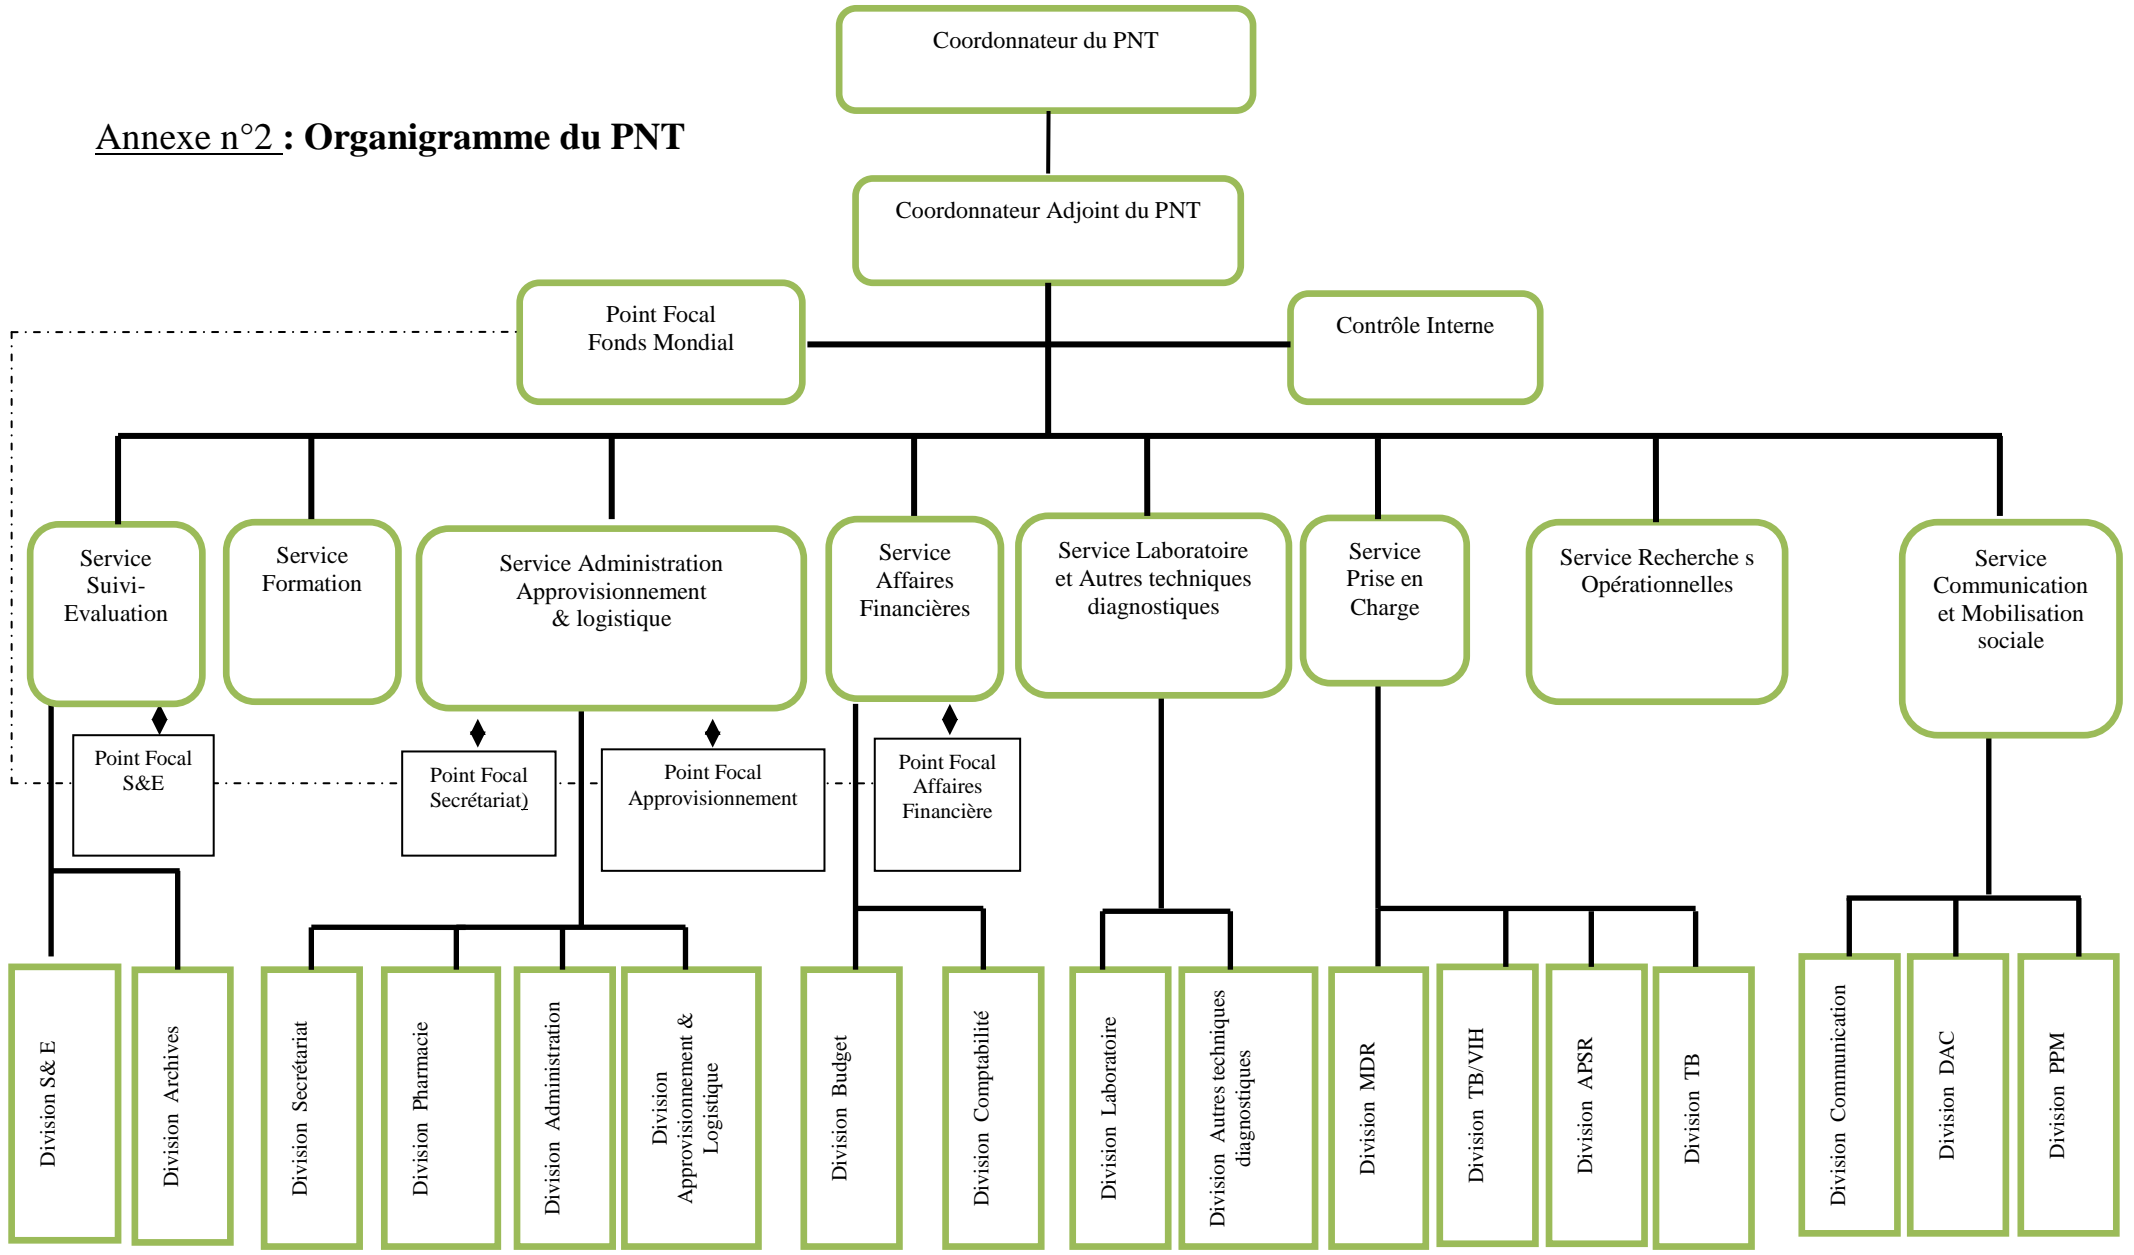 Coordonnateur du PNT
Annexe n°2 : Organigramme du PNT
Coordonnateur Adjoint du PNT
Point Focal
Fonds Mondial
Contrôle Interne
Service
Suivi-
Evaluation
Service
Formation
Service Administration
Approvisionnement
& logistique
Service
Affaires
Financières
Service Laboratoire
et Autres techniques
diagnostiques
Service
Prise en
Charge
Service Recherche s
Opérationnelles
Service
Communication
et Mobilisation
sociale
Point Focal
S&E
Point Focal
Secrétariat)
Point Focal
Approvisionnement
Point Focal
Affaires
Financière
Division S& E
Division Archives
Division Secrétariat
Division Pharmacie
Division Administration
Division
Approvisionnement &
Logistique
Division Budget
Division Comptabilité
Division Laboratoire
Division Autres techniques
diagnostiques
Division MDR
Division TB/VIH
Division APSR
Division TB
Division Communication
Division DAC
Division PPM